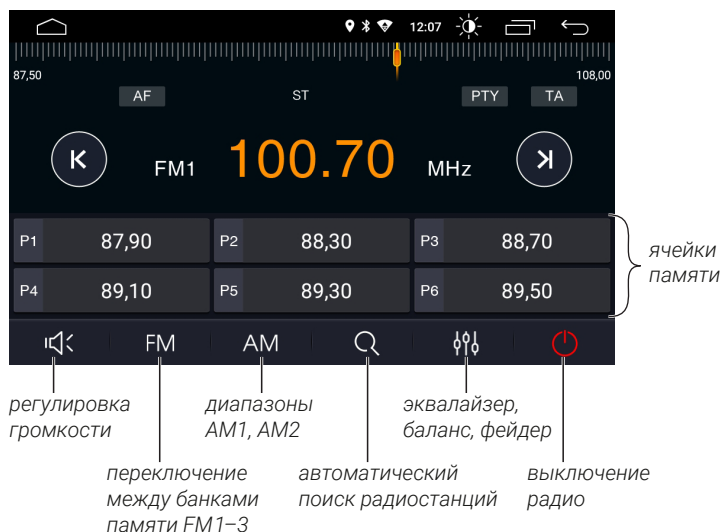 12:07
87,50
108,00
AF ST PTY TA
FM1 100.70 MHz
P1 87,90 P2 88,30 P3 88,70
P4 89,10 P5 89,30 P6 89,50
ячейки
памяти
FM AM
регулировка
громкости
диапазоны
AM1, AM2
эквалайзер,
баланс, фейдер
переключение
между банками
памяти FM1–3
автоматический
поиск радиостанций
выключение
радио